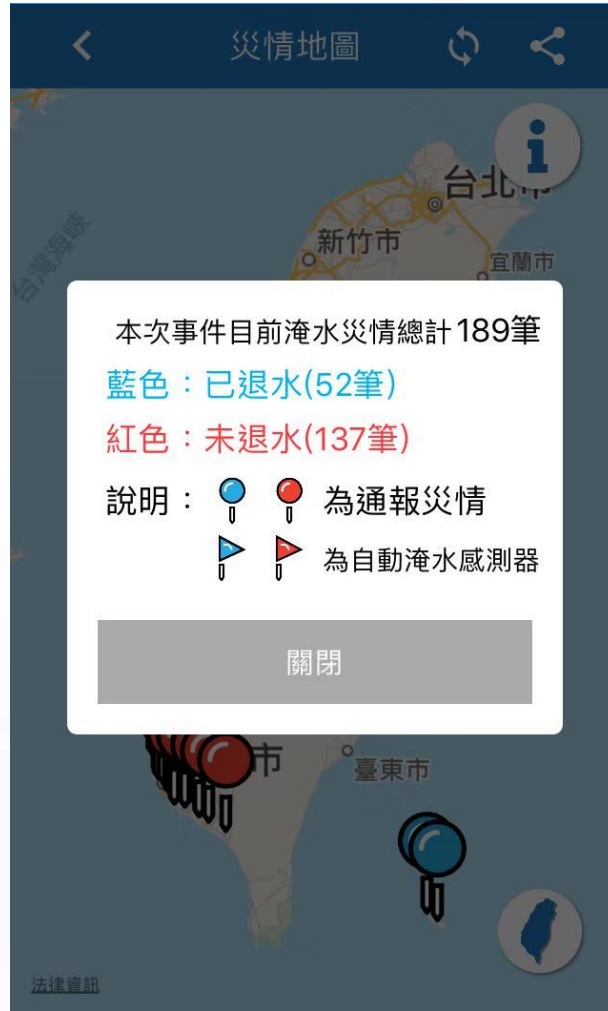 災情地圖
台北市
新竹市
宜蘭市
台灣海峽
本次事件目前淹水災情總計189筆
藍色：已退水(52筆)
紅色：未退水(137筆)
說明：
為通報災情
為自動淹水感測器
關閉
市
臺東市
法律資訊